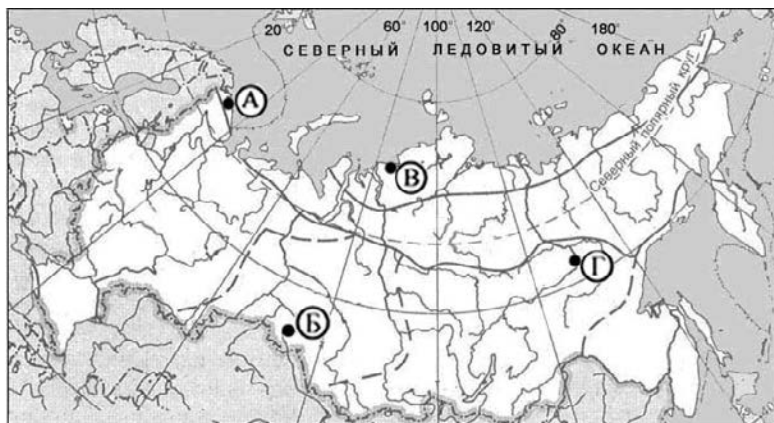 20° 60° 100° 120° 80° 180°
СЕВЕРНЫЙ ЛЕДОВИТЫЙ ОКЕАН
А
Северный полярный круг
В
Г
Б